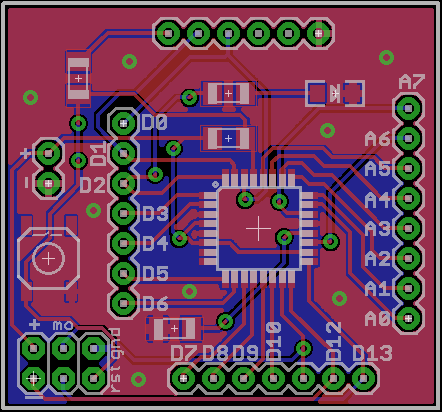 A7
D0
A6
+
D1
A5
-
D2
A4
D3
A3
D4
A2
D5
A1
D6
A0
+ mo
gnd
rst
D7 D8 D9 D10 D12 D13
-